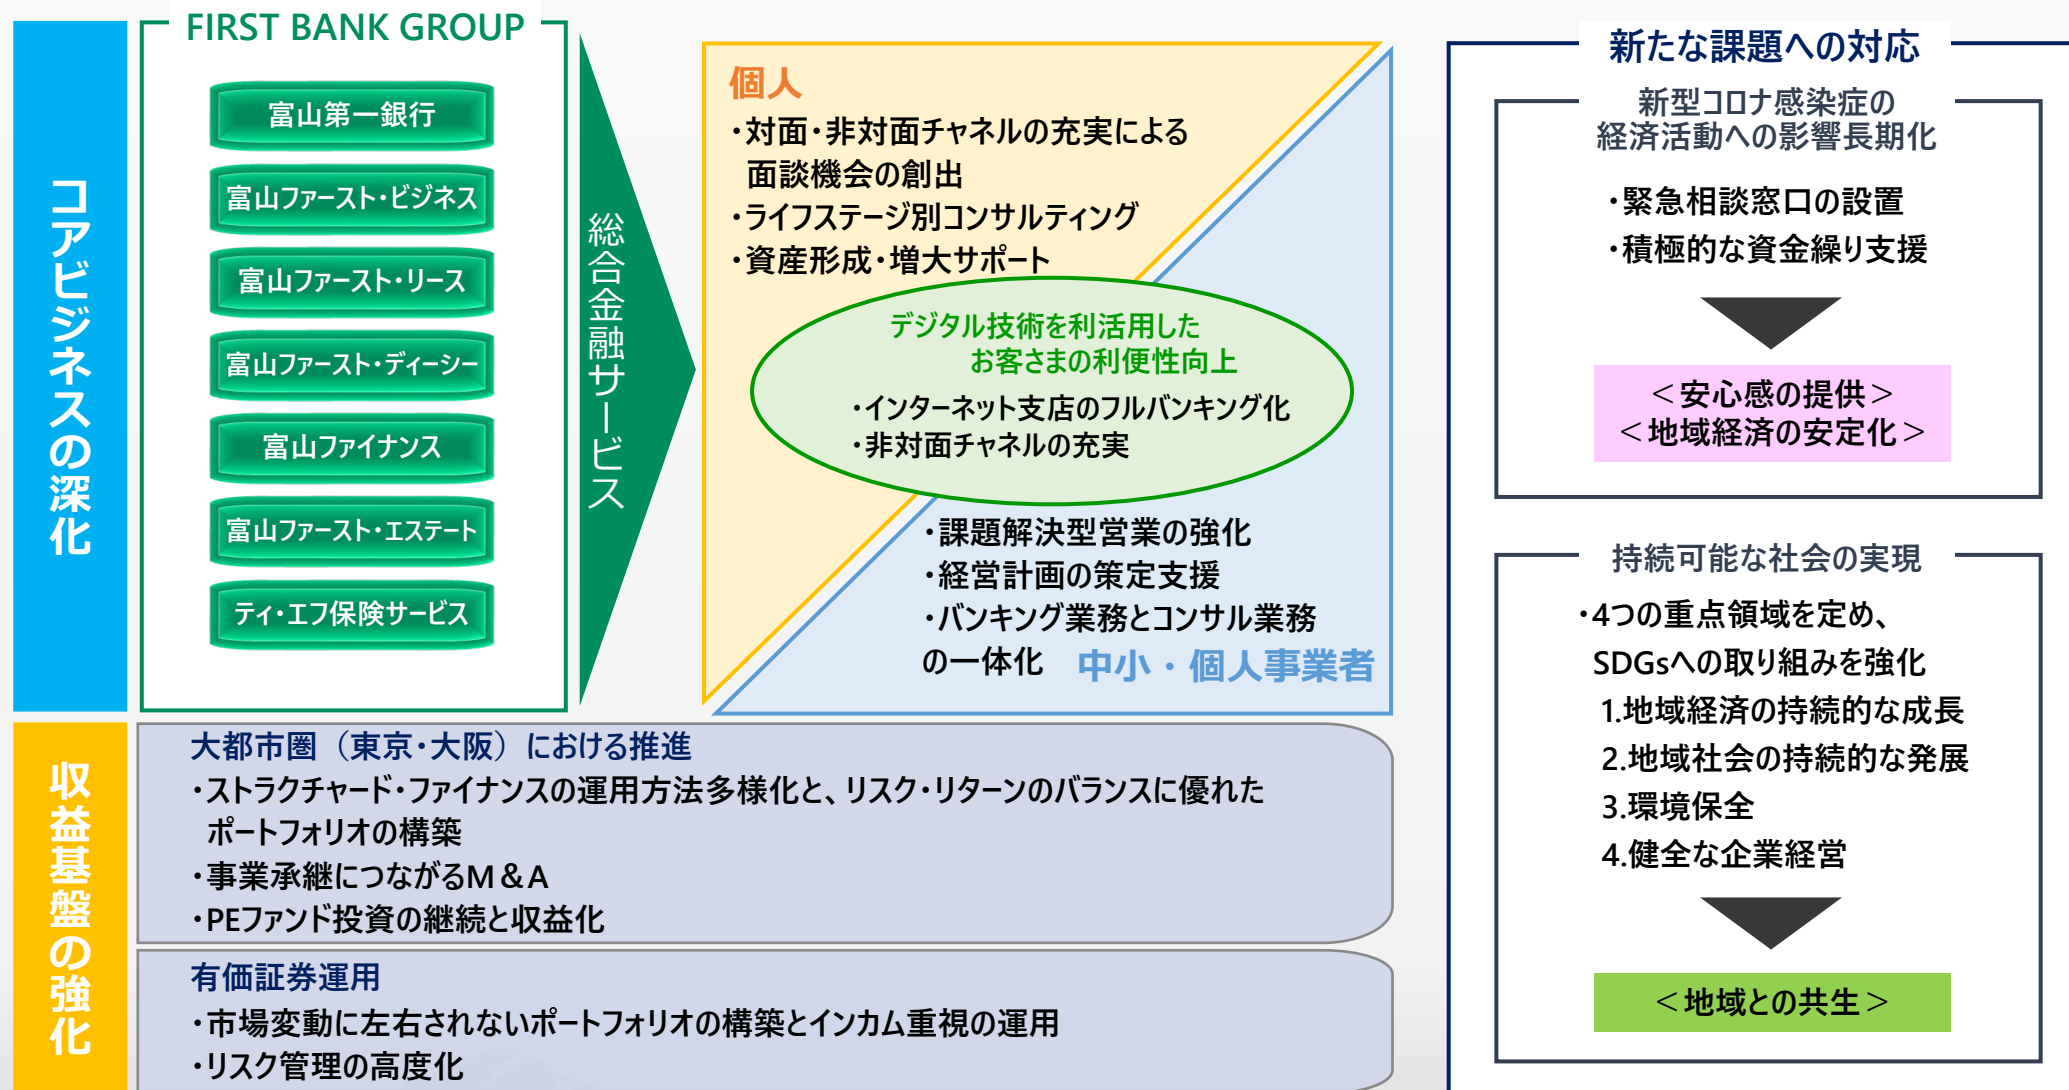 コアビジネスの深化
FIRST BANK GROUP
富山第一銀行
富山ファースト・ビジネス
富山ファースト・リース
富山ファースト・ディーシー
富山ファイナンス
富山ファースト・エステート
ティ・エフ保険サービス
総合金融サービス
個人
・対面・非対面チャネルの充実による
面談機会の創出
・ライフステージ別コンサルティング
・資産形成・増大サポート
デジタル技術を利活用した
お客さまの利便性向上
・インターネット支店のフルバンキング化
・非対面チャネルの充実
・課題解決型営業の強化
・経営計画の策定支援
・バンキング業務とコンサル業務
の一体化
中小・個人事業者
収益基盤の強化
大都市圏（東京・大阪）における推進
・ストラクチャード・ファイナンスの運用方法多様化と、リスク・リターンのバランスに優れた
ポートフォリオの構築
・事業承継につながるM＆A
・PEファンド投資の継続と収益化
有価証券運用
・市場変動に左右されないポートフォリオの構築とインカム重視の運用
・リスク管理の高度化
新たな課題への対応
新型コロナ感染症の
経済活動への影響長期化
・緊急相談窓口の設置
・積極的な資金繰り支援
＜安心感の提供＞
＜地域経済の安定化＞
持続可能な社会の実現
・4つの重点領域を定め、
SDGsへの取り組みを強化
1.地域経済の持続的な成長
2.地域社会の持続的な発展
3.環境保全
4.健全な企業経営
＜地域との共生＞